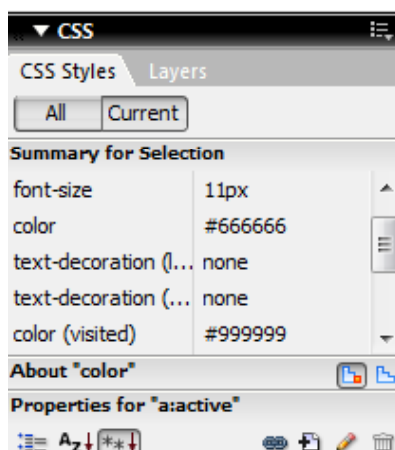 ▼ CSS
CSS Styles Layers
All Current
Summary for Selection
font-size 11px
color #666666
text-decoration (l... none
text-decoration (... none
color (visited) #999999
About "color"
Properties for "a:active"
Az↓ **↓